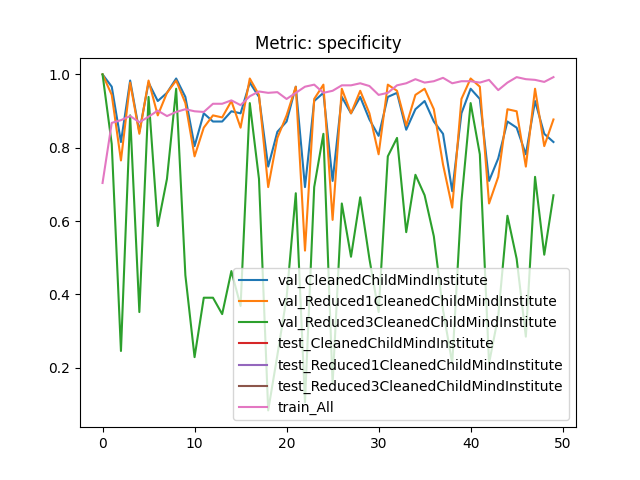 Metric: specificity
1.0
0.8
0.6
0.4
0.2
val_CleanedChildMindInstitute
val_Reduced1CleanedChildMindInstitute
val_Reduced3CleanedChildMindInstitute
test_CleanedChildMindInstitute
test_Reduced1CleanedChildMindInstitute
test_Reduced3CleanedChildMindInstitute
train_All
0 10 20 30 40 50